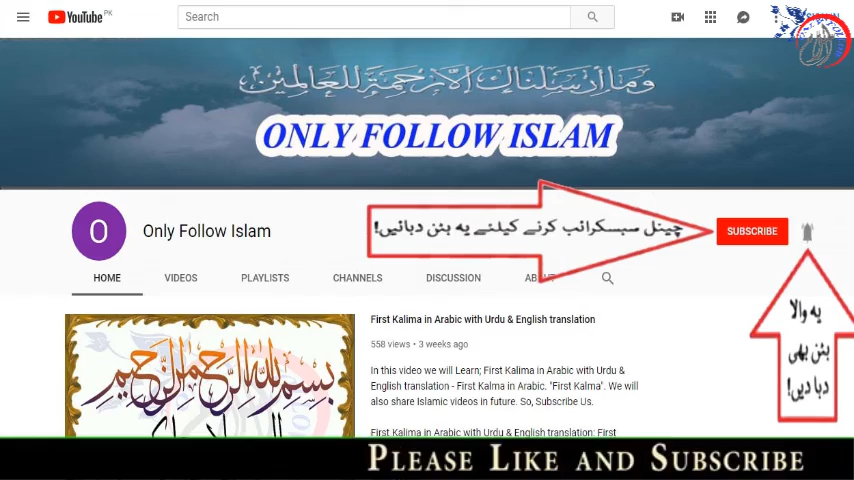 YouTube PK
Search
SIGN IN
وما أرسلناك إلا رحمة للعالمين
ONLY FOLLOW ISLAM
O
Only Follow Islam
چینل سبسکرائب کرنے کیلئے یہ بٹن دبائیں!
SUBSCRIBE
HOME VIDEOS PLAYLISTS CHANNELS DISCUSSION ABOUT
یہ والا
بٹن بھی
دبا دیں!
First Kalima in Arabic with Urdu & English translation
558 views • 3 weeks ago
In this video we will Learn; First Kalima in Arabic with Urdu &
English translation - First Kalma in Arabic. "First Kalma". We will
also share Islamic videos in future. So, Subscribe Us.
First Kalima in Arabic with Urdu & English translation: First
بسم الله الرحمن الرحيم
PLEASE LIKE AND SUBSCRIBE